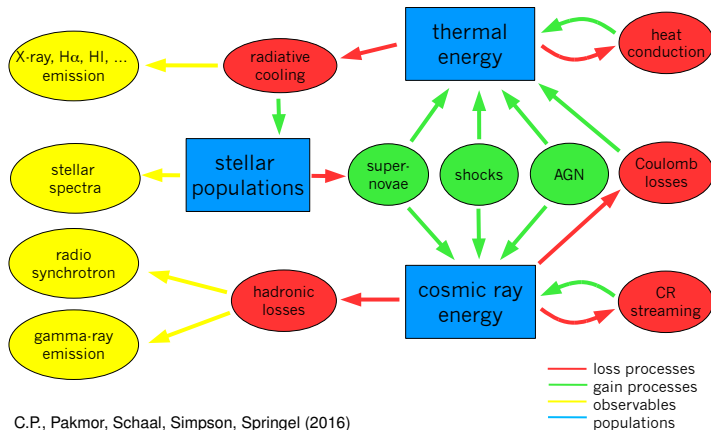 X-ray, Hα, HI, ...
emission
radiative
cooling
thermal
energy
heat
conduction
stellar
spectra
stellar
populations
super-
novae
shocks
AGN
Coulomb
losses
radio
synchrotron
gamma-ray
emission
hadronic
losses
cosmic ray
energy
CR
streaming
loss processes
gain processes
observables
populations
C.P., Pakmor, Schaal, Simpson, Springel (2016)